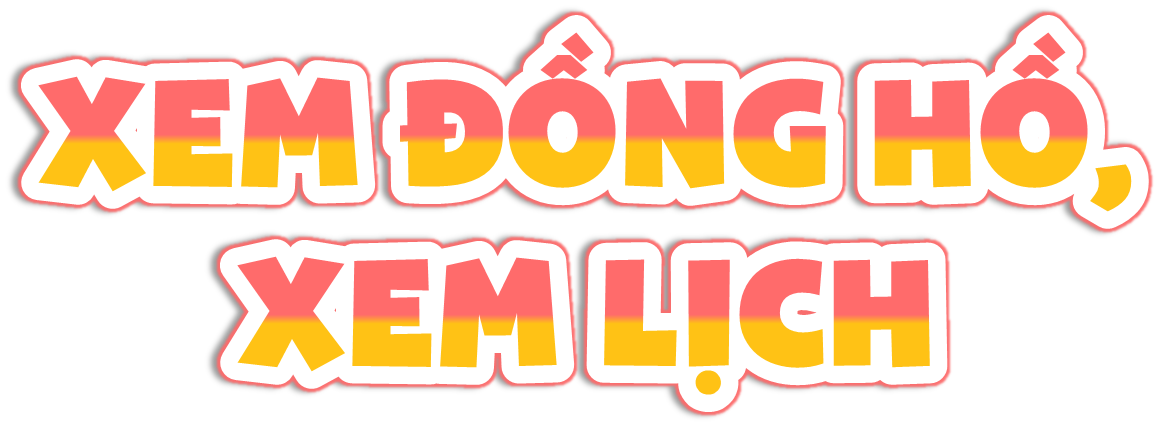 XEM ĐỒNG HỒ,
XEM LỊCH